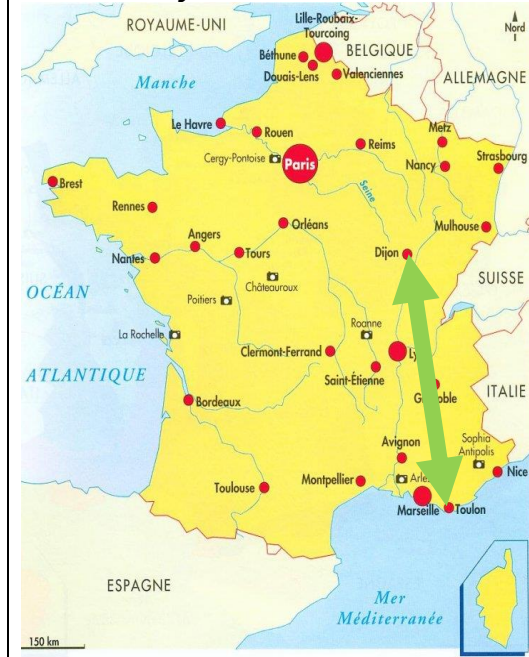 Lille-Roubaix-
Tourcoing
ROYAUME-UNI
Nord
BELGIQUE
Béthune
Douais-Lens
Valenciennes
ALLEMAGNE
Manche
Le Havre
Rouen
Reims
Metz
Cergy-Pontoise
Paris
Nancy
Strasbourg
Brest
Seine
Rennes
Orléans
Mulhouse
Angers
Dijon
Nantes
Tours
SUISSE
Châteauroux
OCÉAN
Poitiers
La Rochelle
Roanne
Clermont-Ferrand
Ly
ATLANTIQUE
Saint-Étienne
ITALIE
Bordeaux
G
ble
Avignon
Sophia
Antipolis
Toulouse
Montpellier
Arles
Nice
Marseille
Toulon
ESPAGNE
Mer
Méditerranée
150 km